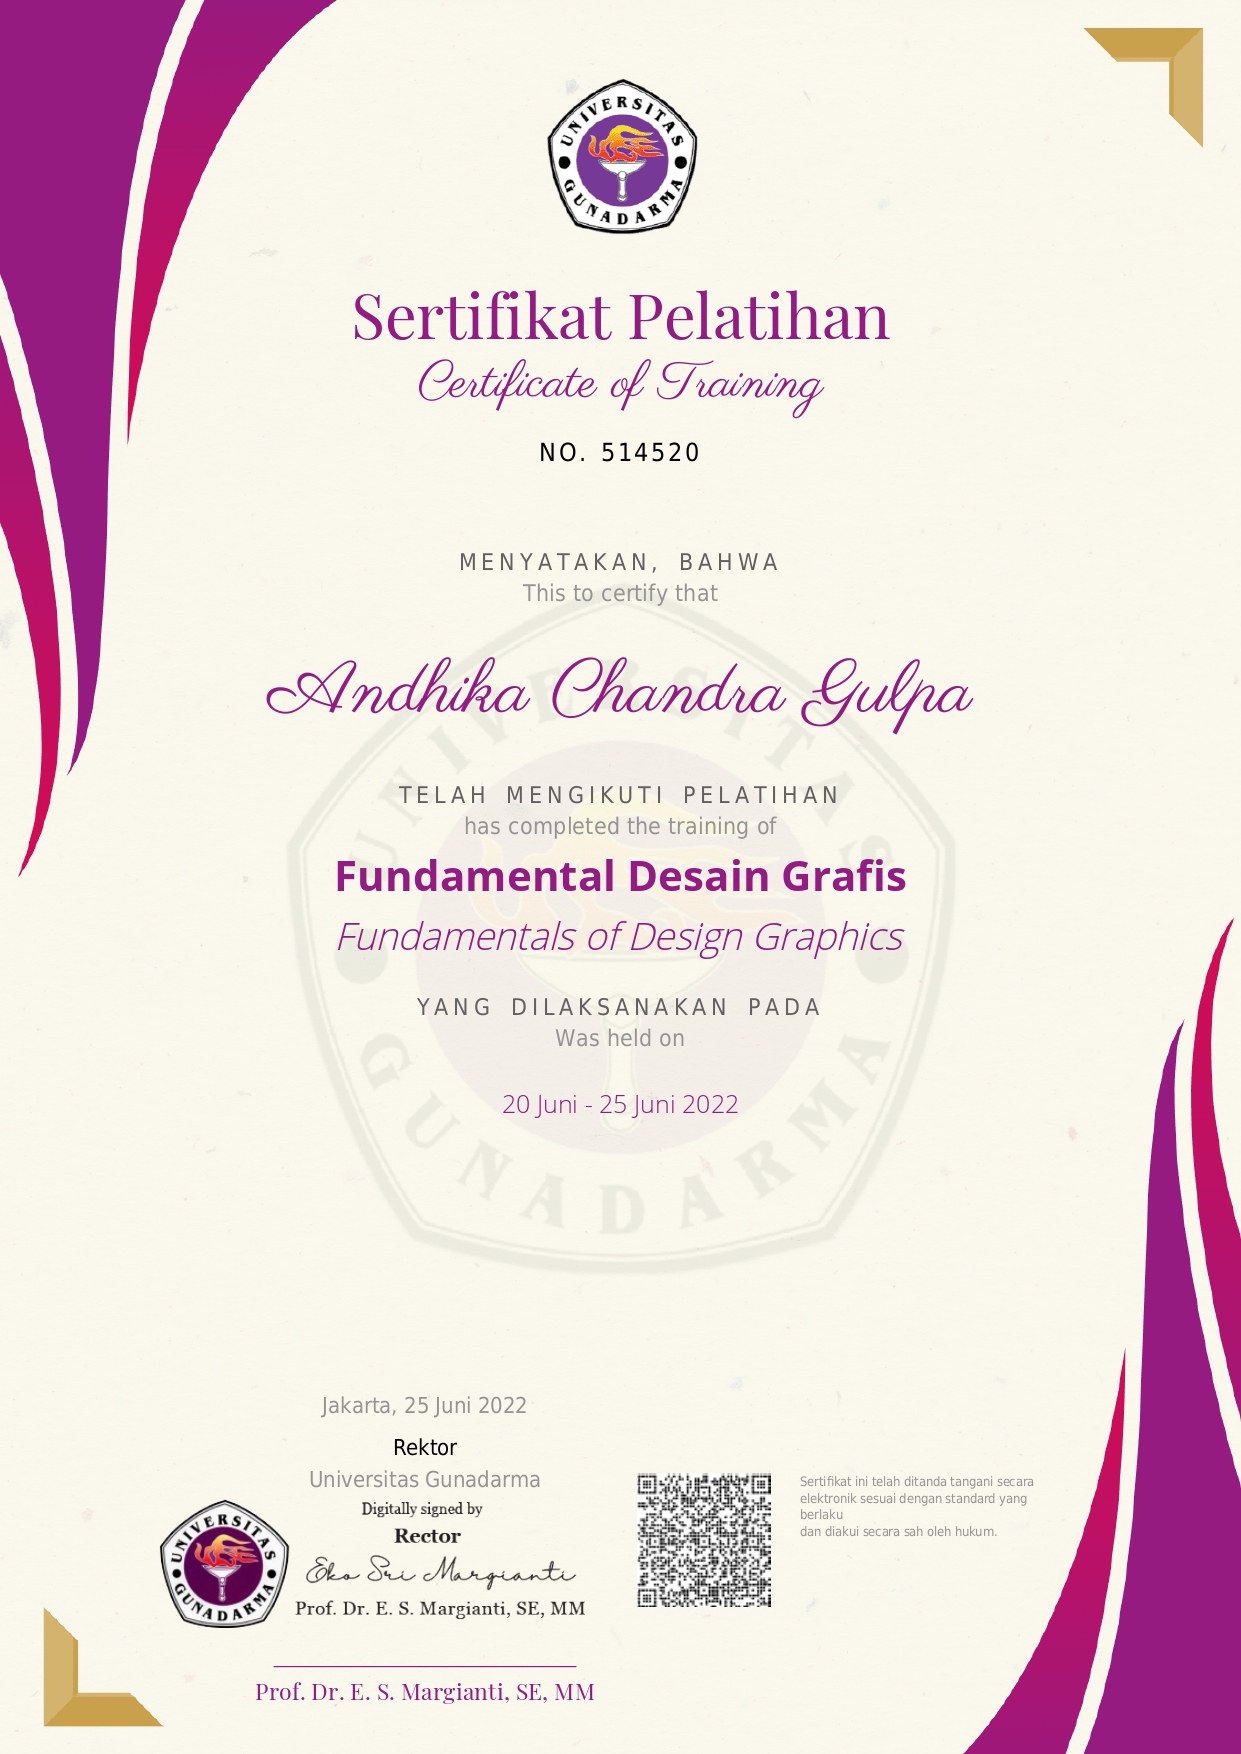 UNIVERSITAS
GUNADARMA
Sertifikat Pelatihan
Certificate of Training
NO. 514520
MENYATAKAN, BAHWA
This to certify that
Andhika Chandra Gulpa
TELAH MENGIKUTI PELATIHAN
has completed the training of
Fundamental Desain Grafis
Fundamentals of Design Graphics
YANG DILAKSANAKAN PADA
Was held on
20 Juni - 25 Juni 2022
UNIVERSITAS
GUNADARMA
Jakarta, 25 Juni 2022
Rektor
Universitas Gunadarma
Digitally signed by
Rector
Eko Sri Margianti
Prof. Dr. E. S. Margianti, SE, MM
UNIVERSITAS
GUNADARMA
Prof. Dr. E. S. Margianti, SE, MM
Sertifikat ini telah ditanda tangani secara
elektronik sesuai dengan standard yang
berlaku
dan diakui secara sah oleh hukum.